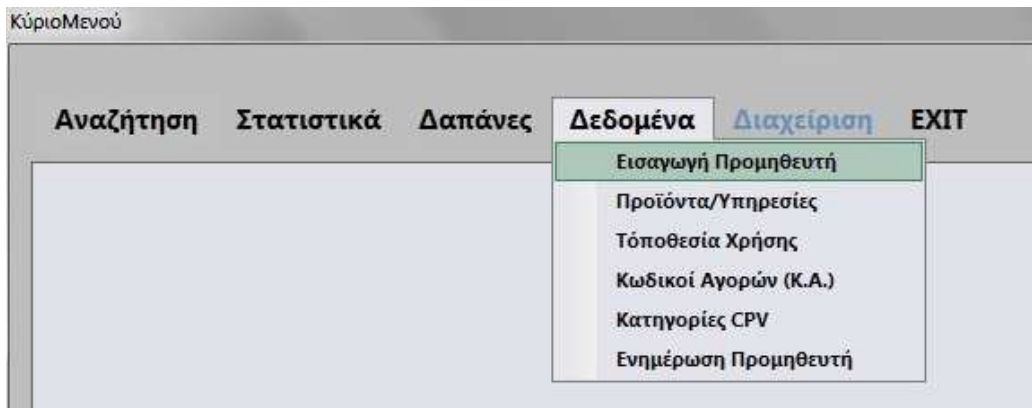 ΚύριοΜενού
Αναζήτηση Στατιστικά Δαπάνες Δεδομένα Διαχείριση EXIT
Εισαγωγή Προμηθευτή
Προϊόντα/Υπηρεσίες
Τόποθεσία Χρήσης
Κωδικοί Αγορών (Κ.Α.)
Κατηγορίες CPV
Ενημέρωση Προμηθευτή